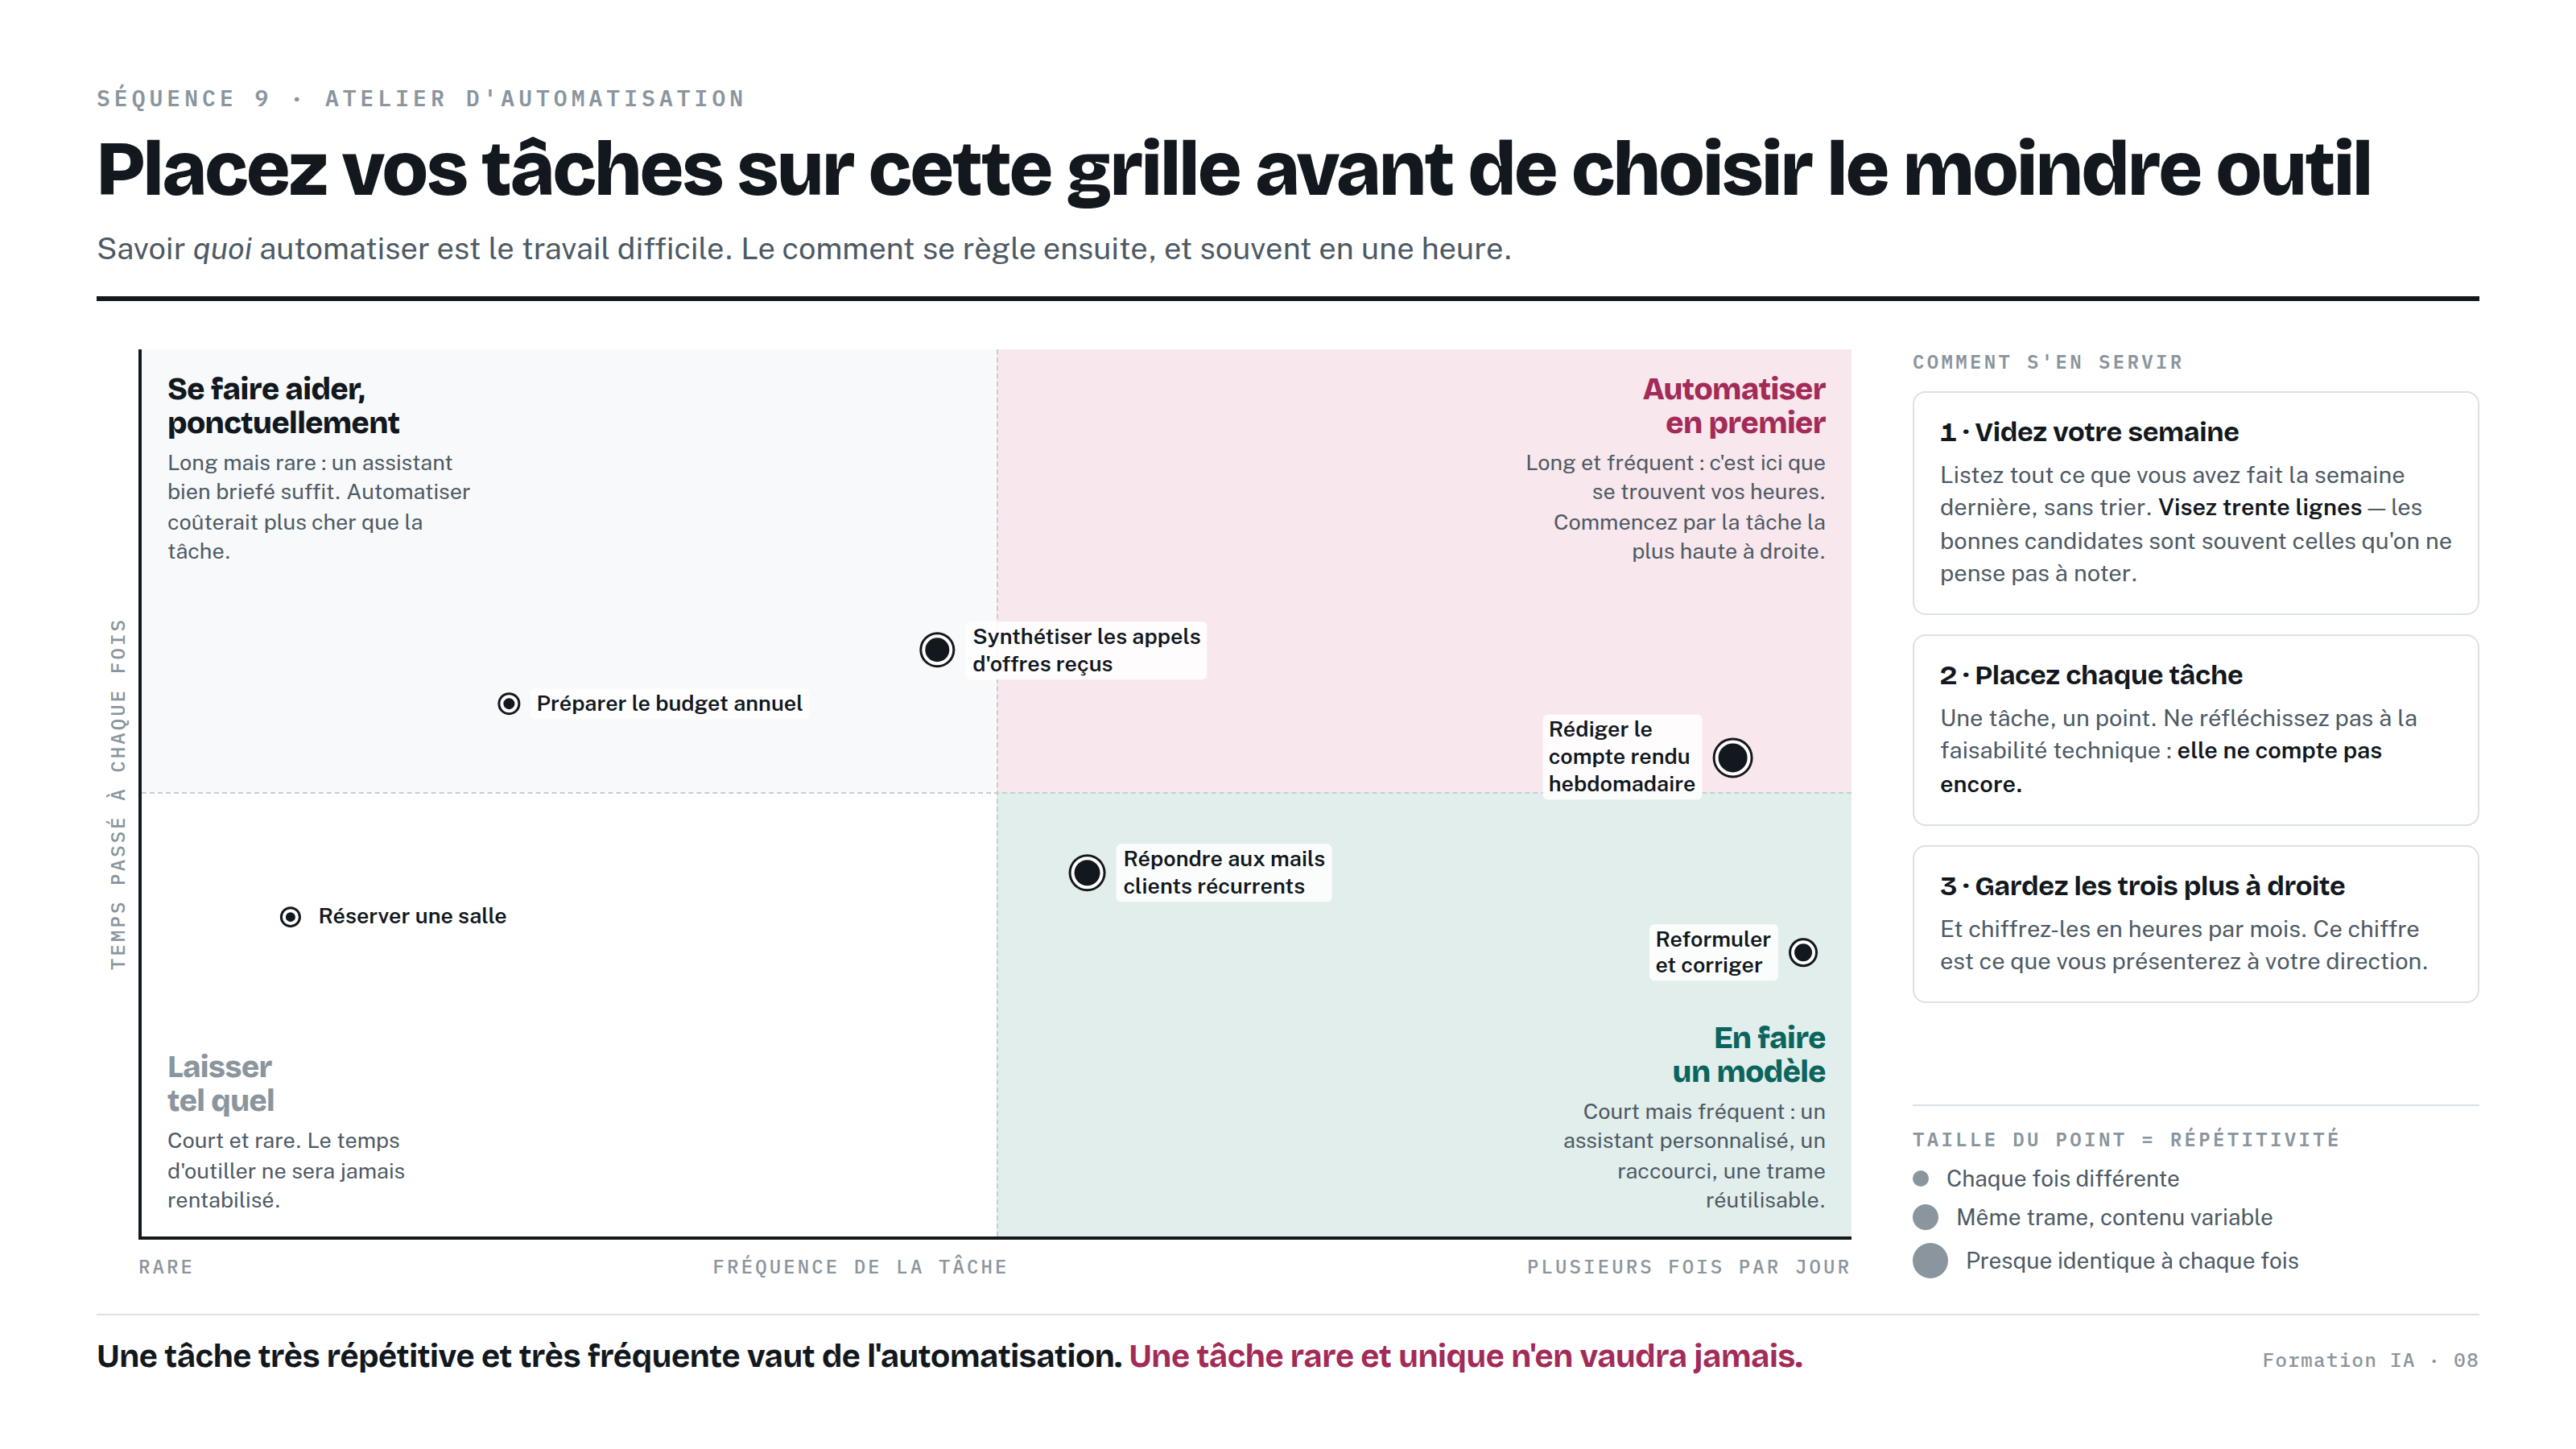 SÉQUENCE 9 · ATELIER D'AUTOMATISATION
Placez vos tâches sur cette grille avant de choisir le moindre outil
Savoir quoi automatiser est le travail difficile. Le comment se règle ensuite, et souvent en une heure.
TEMPS PASSÉ À CHAQUE FOIS
Se faire aider,
ponctuellement
Long mais rare : un assistant
bien briefé suffit. Automatiser
coûterait plus cher que la
tâche.
Automatiser
en premier
Long et fréquent : c'est ici que
se trouvent vos heures.
Commencez par la tâche la
plus haute à droite.
Synthétiser les appels
d'offres reçus
Préparer le budget annuel
Rédiger le
compte rendu
hebdomadaire
Répondre aux mails
clients récurrents
Réserver une salle
Reformuler
et corriger
Laisser
tel quel
Court et rare. Le temps
d'outiller ne sera jamais
rentabilisé.
En faire
un modèle
Court mais fréquent : un
assistant personnalisé, un
raccourci, une trame
réutilisable.
RARE
FRÉQUENCE DE LA TÂCHE
PLUSIEURS FOIS PAR JOUR
COMMENT S'EN SERVIR
1 · Videz votre semaine
Listez tout ce que vous avez fait la semaine
dernière, sans trier. Visez trente lignes — les
bonnes candidates sont souvent celles qu'on ne
pense pas à noter.
2 · Placez chaque tâche
Une tâche, un point. Ne réfléchissez pas à la
faisabilité technique : elle ne compte pas
encore.
3 · Gardez les trois plus à droite
Et chiffrez-les en heures par mois. Ce chiffre
est ce que vous présenterez à votre direction.
TAILLE DU POINT = RÉPÉTITIVITÉ
Chaque fois différente
Même trame, contenu variable
Presque identique à chaque fois
Une tâche très répétitive et très fréquente vaut de l'automatisation. Une tâche rare et unique n'en vaudra jamais.
Formation IA · 08